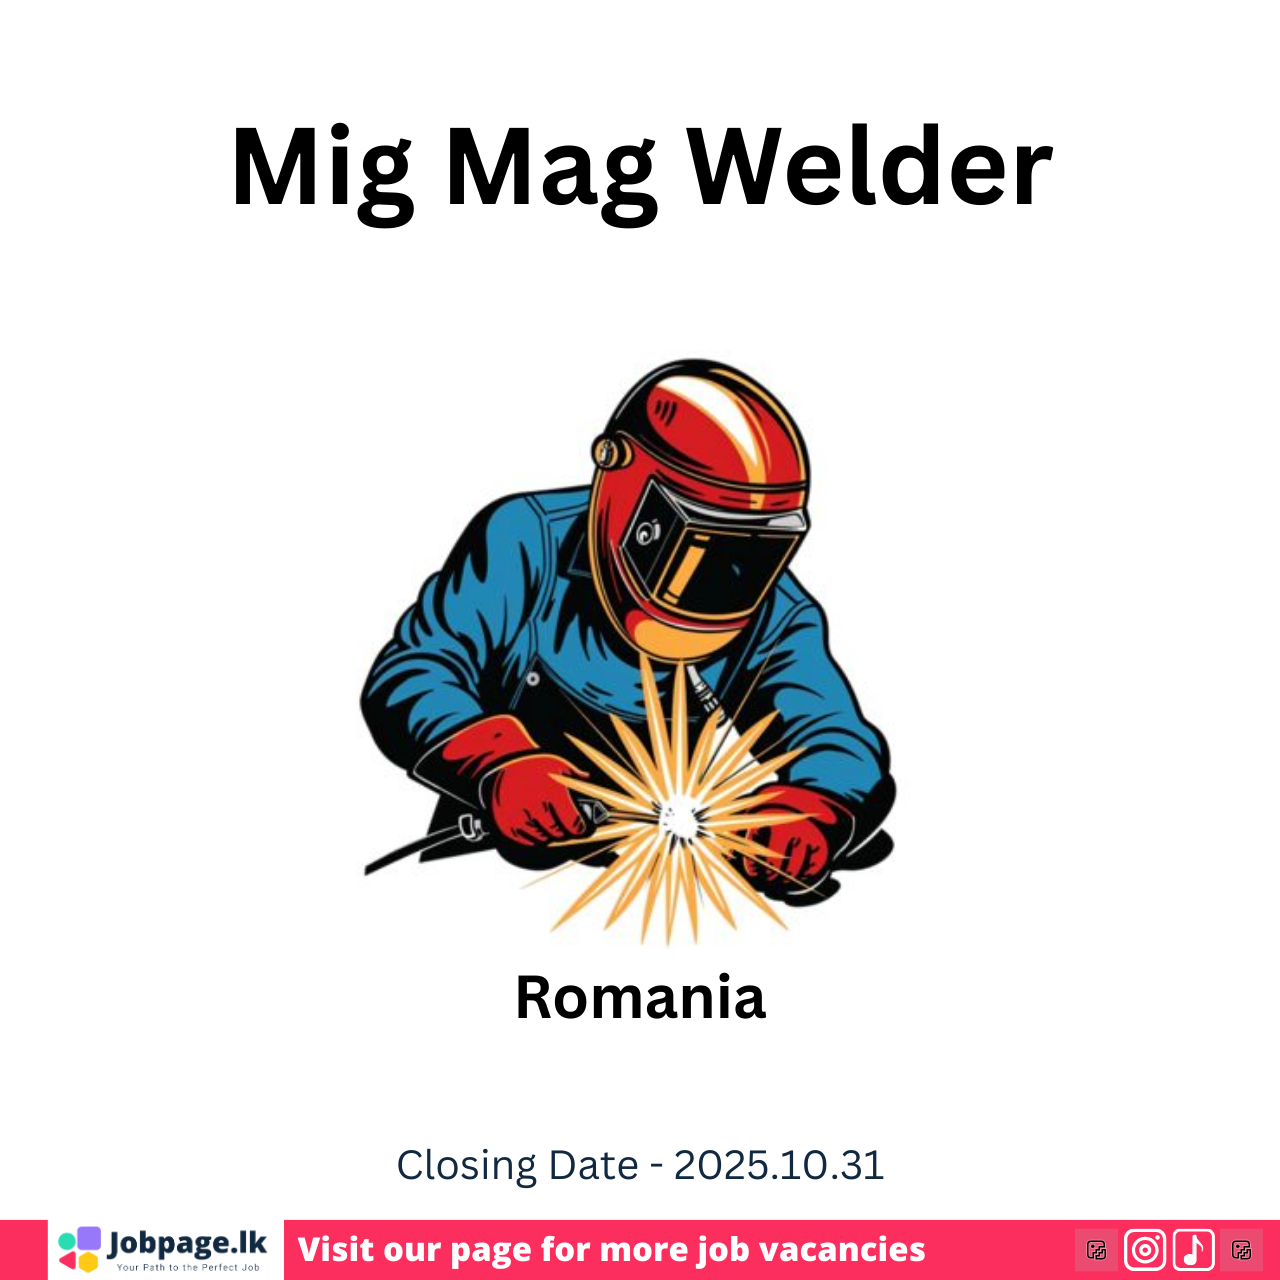 Mig Mag Welder
Romania
Closing Date - 2025.10.31
Jobpage.lk
Your Path to the Perfect Job
Visit our page for more job vacancies